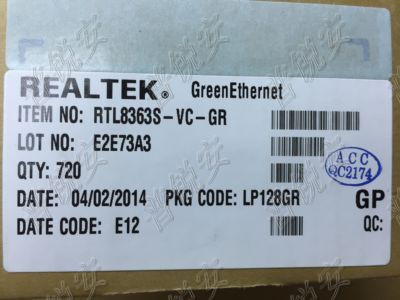 REALTEK® GreenEthernet
ITEM NO: RTL8363S-VC-GR
LOT NO: E2E73A3
QTY: 720
ACC
QC2174
DATE: 04/02/2014 PKG CODE: LP128GR GP
DATE CODE: E12 QC: